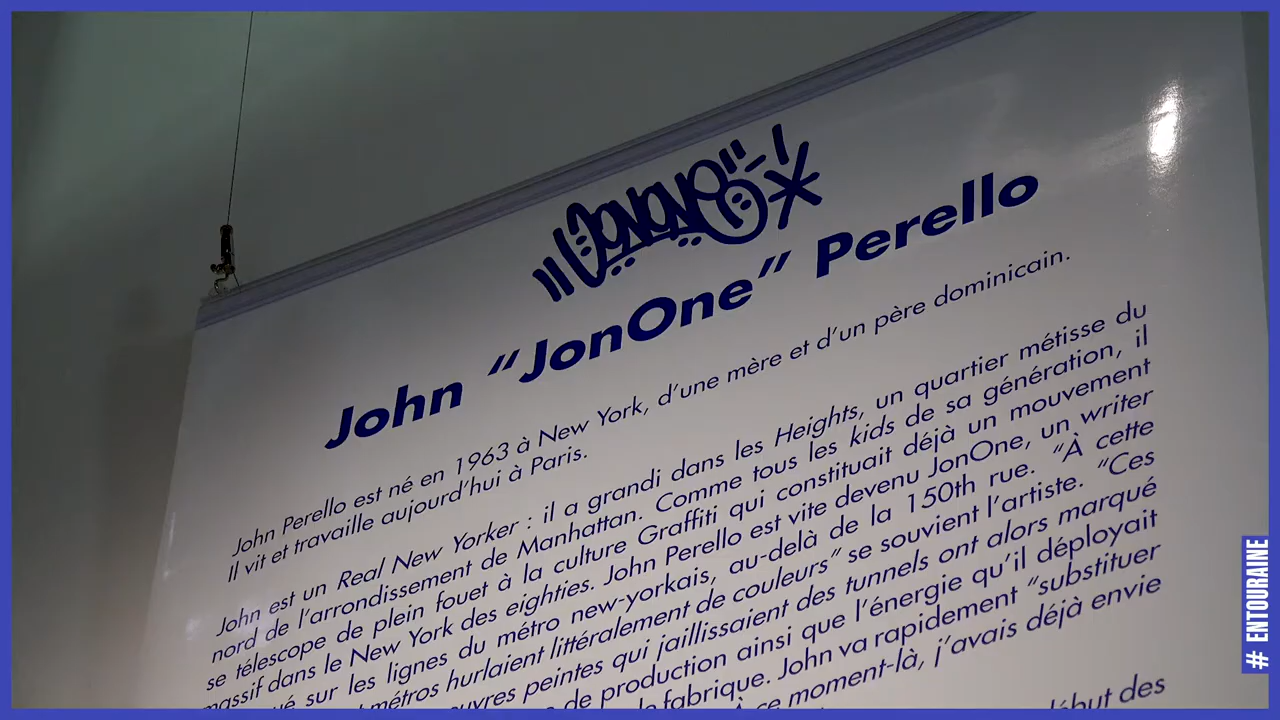 JonOne
John “JonOne” Perello
John Perello est né en 1963 à New York, d’une mère et d’un père dominicain.
Il vit et travaille aujourd’hui à Paris.
John est un Real New Yorker : il a grandi dans les Heights, un quartier métisse du
nord de l’arrondissement de Manhattan. Comme tous les kids de sa génération, il
se télescope de plein fouet à la culture Graffiti qui constituait déjà un mouvement
massif dans le New York des eighties. John Perello est vite devenu JonOne, un writer
sur les lignes du métro new-yorkais, au-delà de la 150th rue. “À cette
métros hurlaient littéralement de couleurs” se souvient l’artiste. “Ces
peintes qui jaillissaient des tunnels ont alors marqué
de production ainsi que l’énergie qu’il déployait
fabrique. John va rapidement “substituer
À ce moment-là, j’avais déjà envie
début des
# ENTOURAINE